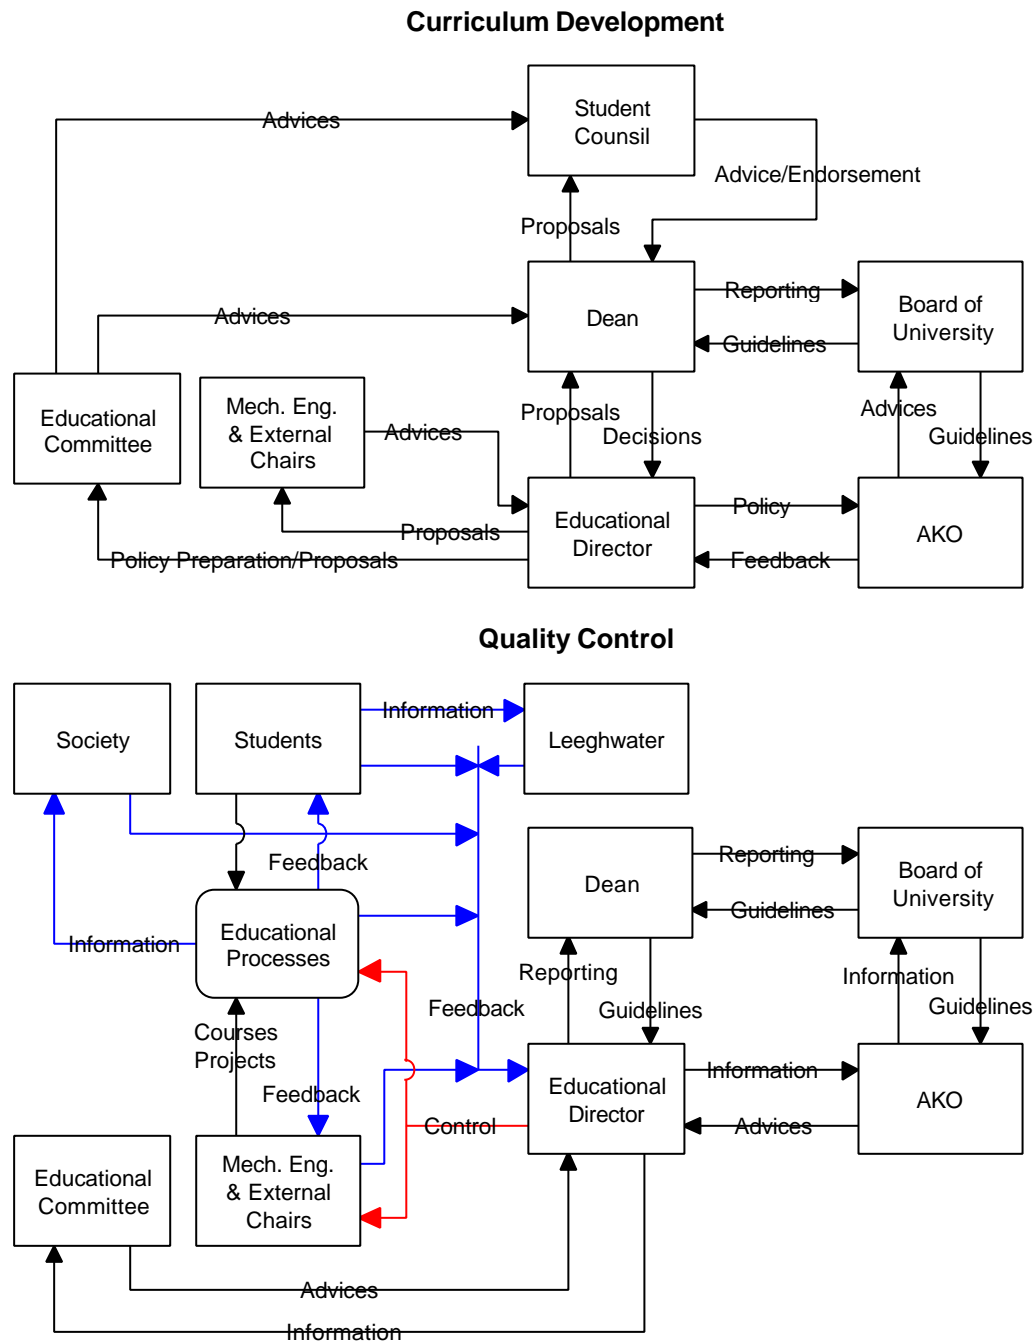 Curriculum Development
Student
Counsil
Advices
Advice/Endorsement
Proposals
Dean
Reporting
Board of
University
Advices
Guidelines
Educational
Committee
Mech. Eng.
& External
Chairs
Advices
Proposals
Decisions
Advices
Guidelines
Educational
Director
Policy
AKO
Proposals
Policy Preparation/Proposals
Feedback
Quality Control
Society
Students
Information
Leeghwater
Feedback
Dean
Reporting
Board of
University
Guidelines
Educational
Processes
Information
Reporting
Information
Feedback
Guidelines
Guidelines
Courses
Projects
Educational
Director
Information
AKO
Feedback
Control
Advices
Educational
Committee
Mech. Eng.
& External
Chairs
Advices
Information